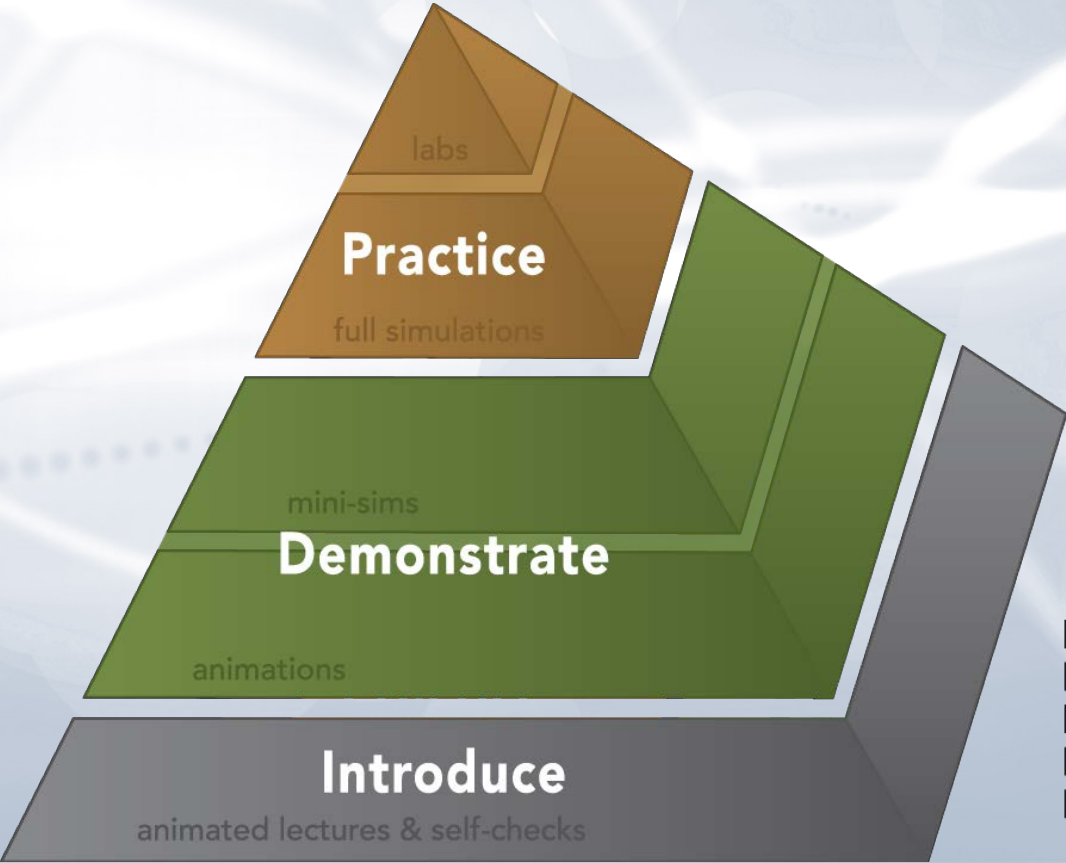 labs
Practice
full simulations
mini-sims
Demonstrate
animations
Introduce
animated lectures & self-checks